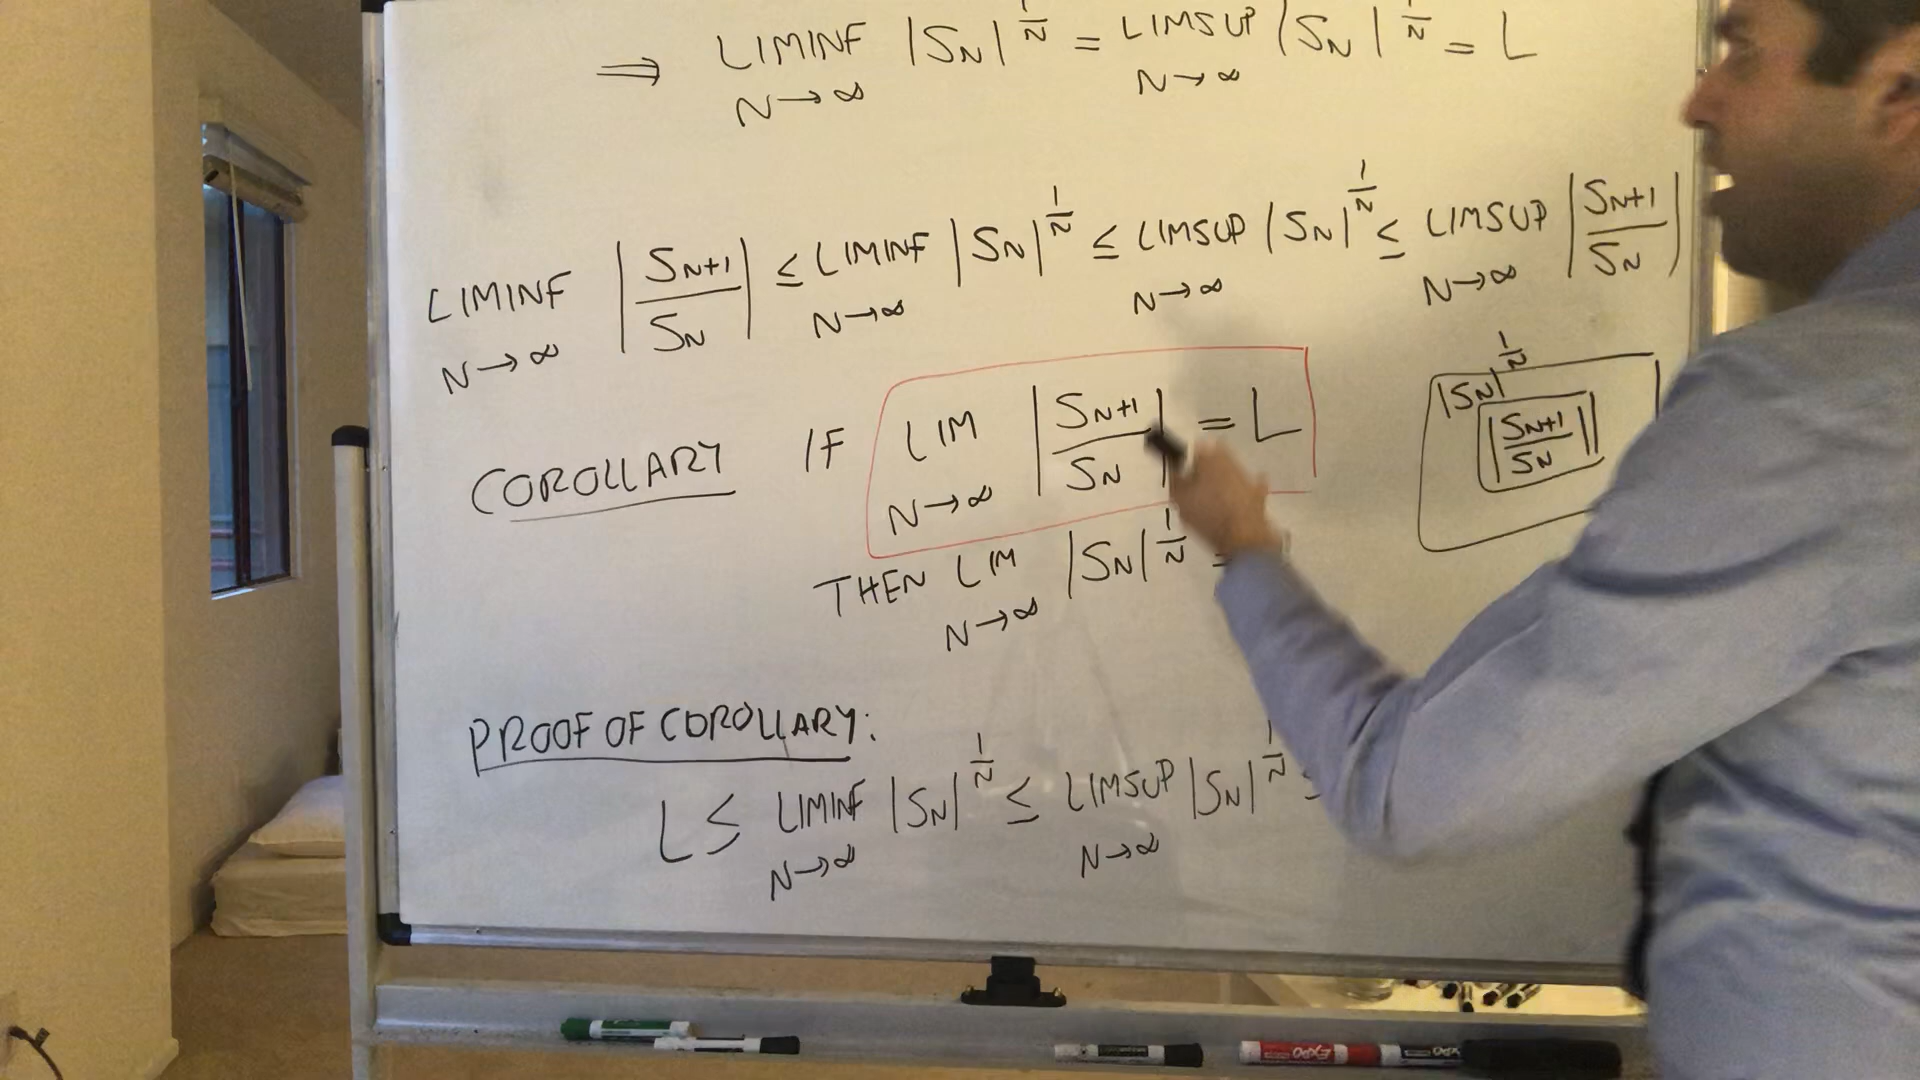 ⟹ LIMINF |SN|^1/N = LIMSUP |SN|^1/N = L
N→∞ N→∞
LIMINF |SN+1/SN| ≤ LIMINF |SN|^1/N ≤ LIMSUP |SN|^1/N ≤ LIMSUP |SN+1/SN|
N→∞ N→∞ N→∞ N→∞
COROLLARY IF LIM |SN+1/SN| = L
N→∞
|SN|^1/N
|SN+1/SN|
THEN LIM |SN|^1/N =
N→∞
PROOF OF COROLLARY:
L ≤ LIMINF |SN|^1/N ≤ LIMSUP |SN|^1/N
N→∞ N→∞
EXPO